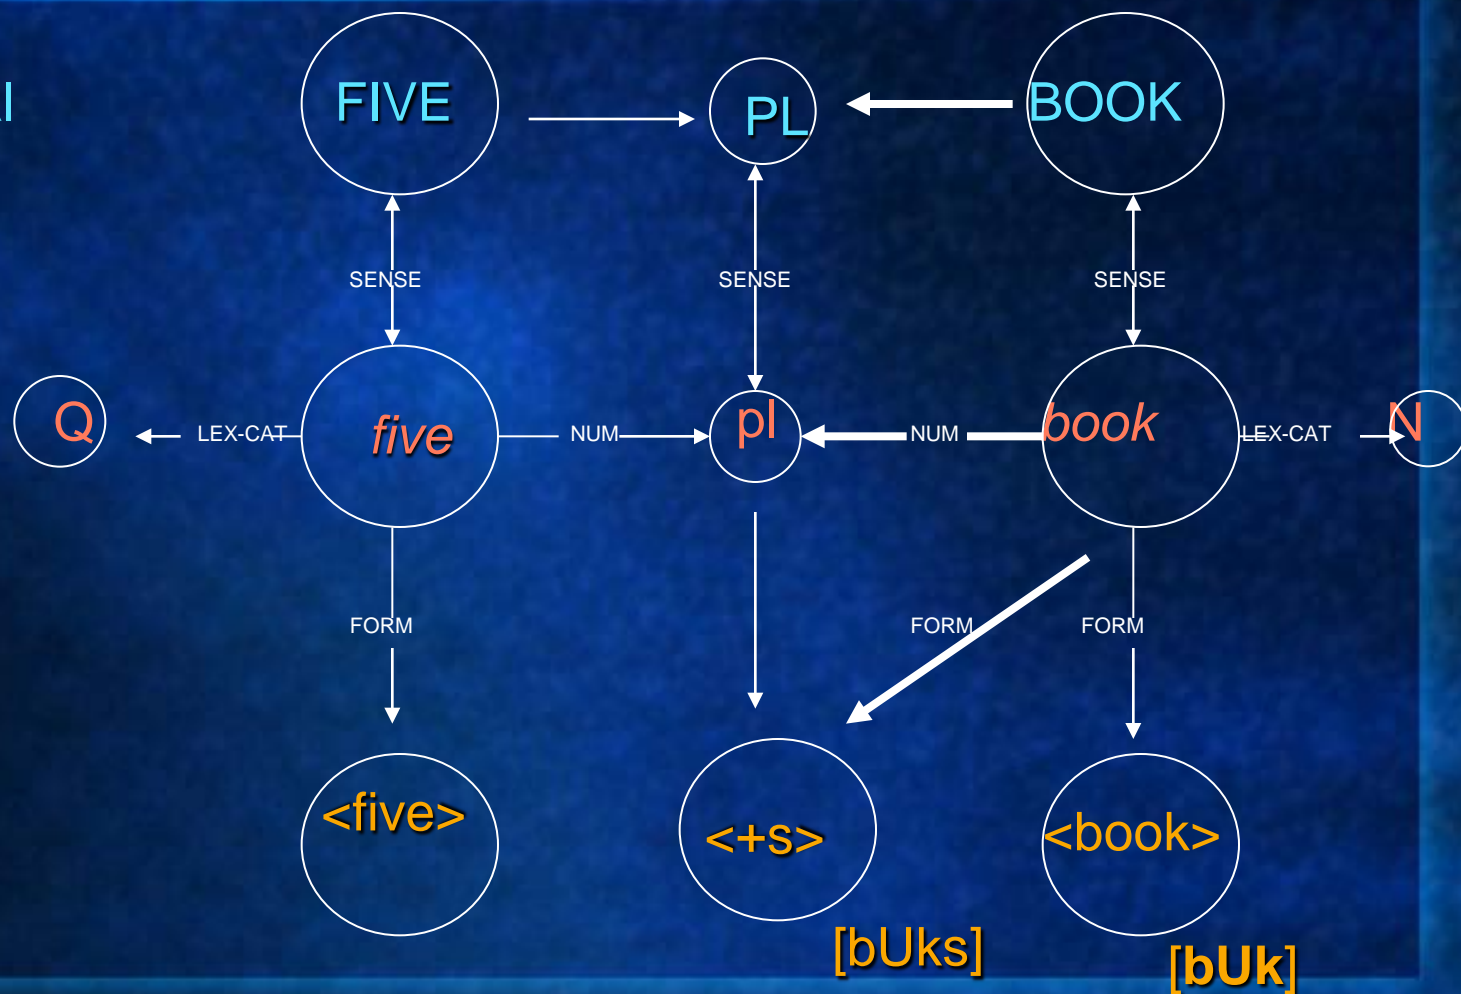 FIVE PL BOOK
SENSE SENSE SENSE
Q LEX-CAT five NUM pl NUM book LEX-CAT N
FORM FORM FORM
<five> <+s> <book>
[bUks] [bUk]